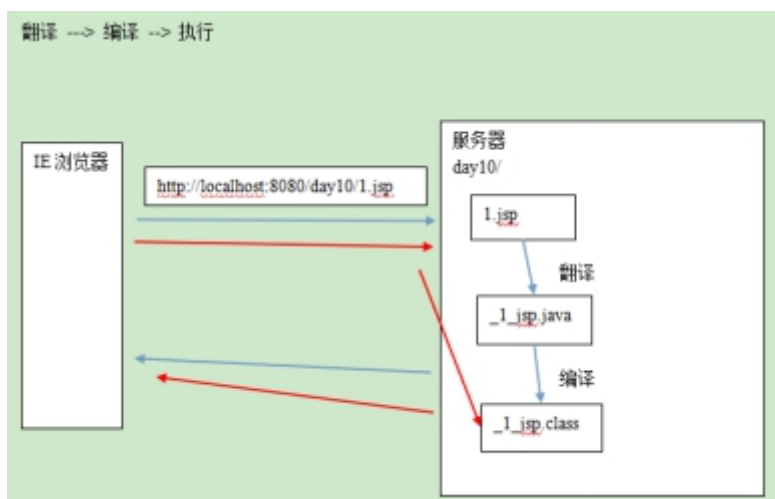 翻译 ---> 编译 --> 执行
IE 浏览器
http://localhost:8080/day10/1.jsp
服务器
day10/
1.jsp
翻译
_1_jsp.java
编译
_1_jsp.class